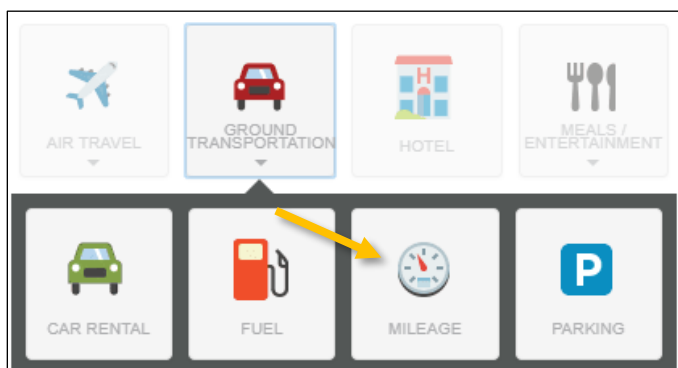 H
AIR TRAVEL
GROUND
TRANSPORTATION
HOTEL
MEALS /
ENTERTAINMENT
P
CAR RENTAL
FUEL
MILEAGE
PARKING